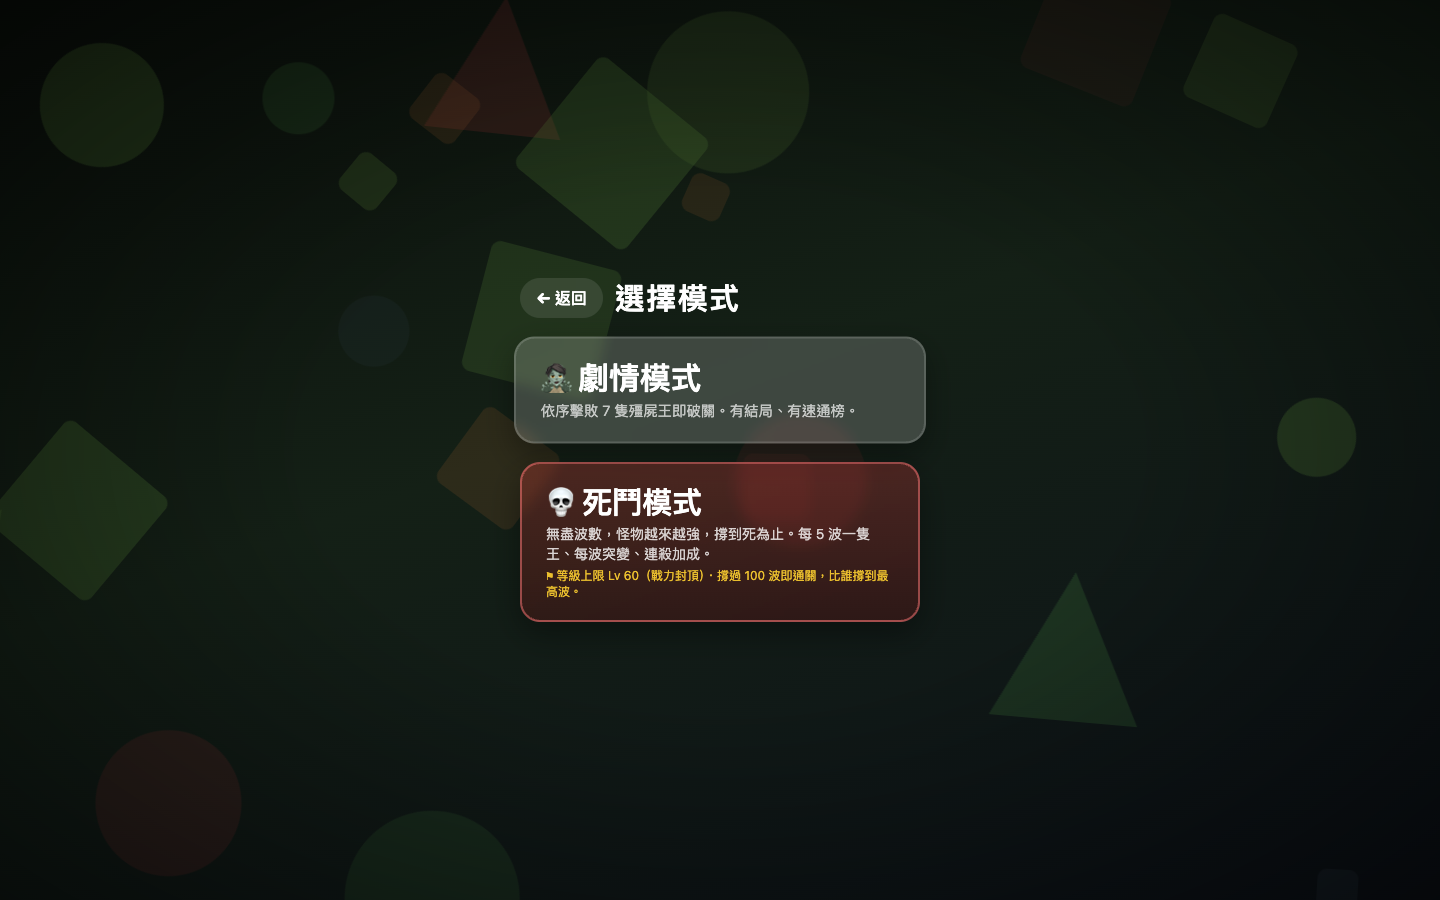 ← 返回
選擇模式
🧟 劇情模式
依序擊敗 7 隻殭屍王即破關。有結局、有速通榜。
💀 死鬥模式
無盡波數，怪物越來越強，撐到死為止。每 5 波一隻
王、每波突變、連殺加成。
⚑ 等級上限 Lv 60（戰力封頂）· 撐過 100 波即通關，比誰撐到最
高波。